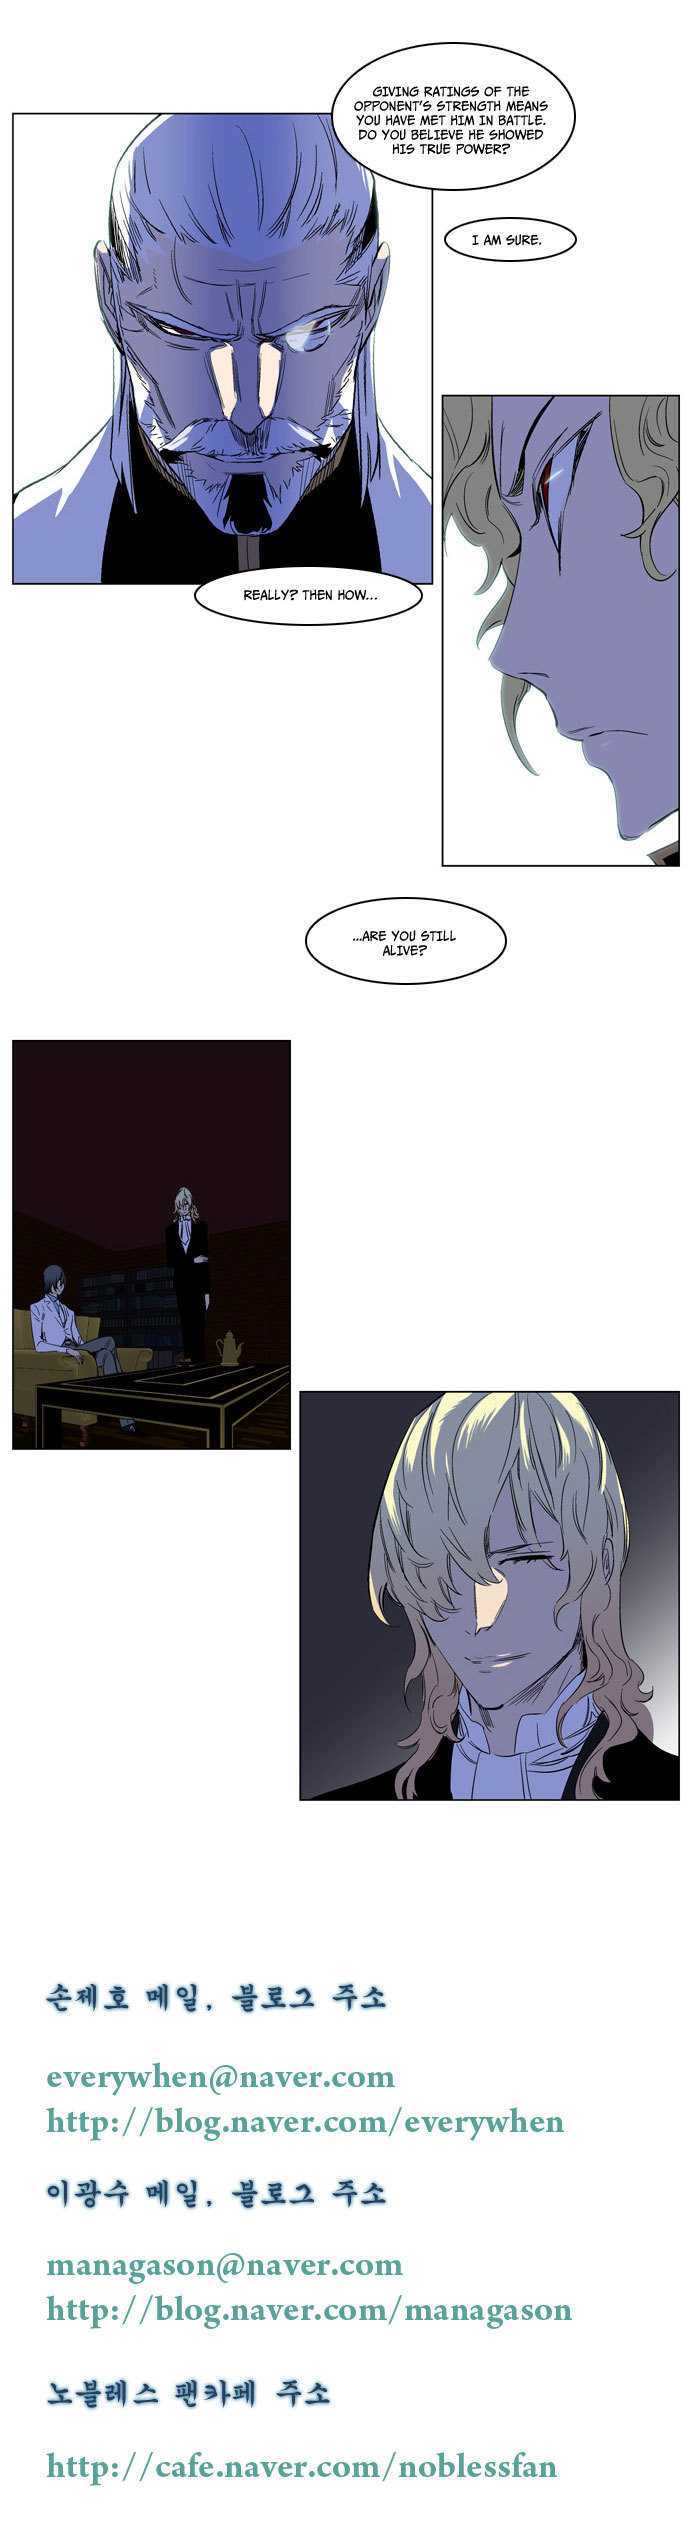 GIVING RATINGS OF THE
OPPONENT'S STRENGTH MEANS
YOU HAVE MET HIM IN BATTLE.
DO YOU BELIEVE HE SHOWED
HIS TRUE POWER?
I AM SURE.
REALLY? THEN HOW...
...ARE YOU STILL
ALIVE?
손제호 메일, 블로그 주소
everywhen@naver.com
http://blog.naver.com/everywhen
이광수 메일, 블로그 주소
managason@naver.com
http://blog.naver.com/managason
노블레스 팬카페 주소
http://cafe.naver.com/noblessfan